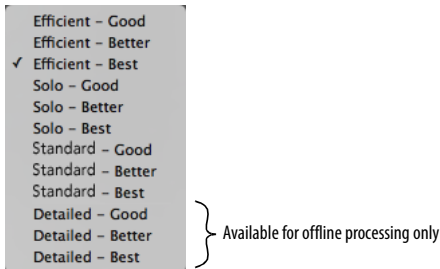 Efficient – Good
Efficient – Better
✓ Efficient – Best
Solo – Good
Solo – Better
Solo – Best
Standard – Good
Standard – Better
Standard – Best
Detailed – Good
Detailed – Better
Detailed – Best
Available for offline processing only